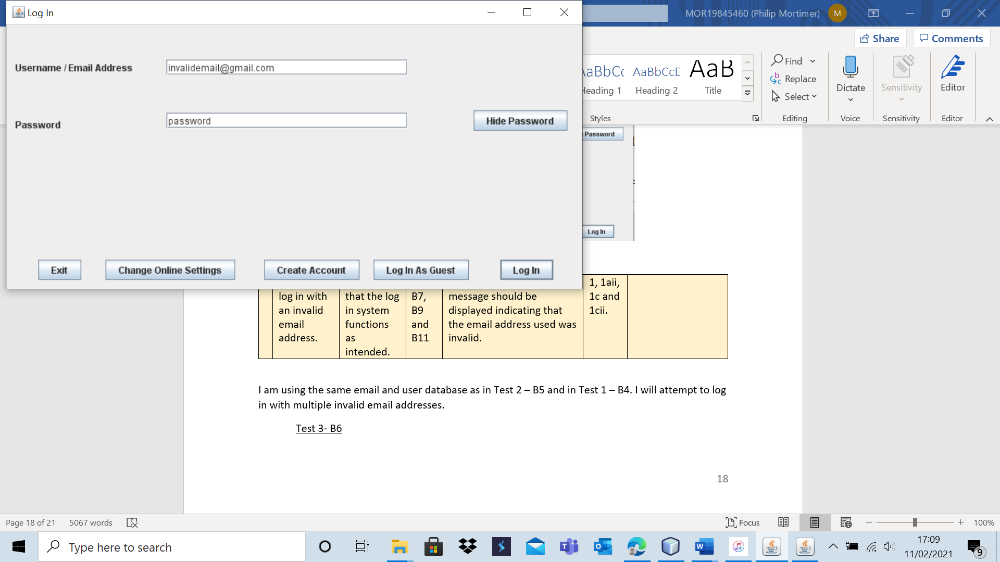 Log In
Username / Email Address
invalidemail@gmail.com
Password
password
Hide Password
Exit
Change Online Settings
Create Account
Log In As Guest
Log In
MOR19845460 (Philip Mortimer)
M
Share
Comments
AaBbCc
Heading 1
AaBbCcD
Heading 2
AaB
Title
Styles
Find
Replace
Select
Editing
Dictate
Voice
Sensitivity
Sensitivity
Editor
Editor
Password
Log In
log in with
an invalid
email
address.
that the log
in system
functions
as
intended.
B7,
B9
and
B11
message should be
displayed indicating that
the email address used was
invalid.
1, 1aii,
1c and
1cii.
I am using the same email and user database as in Test 2 – B5 and in Test 1 – B4. I will attempt to log
in with multiple invalid email addresses.
Test 3- B6
18
Page 18 of 21
5067 words
Focus
100%
Type here to search
17:09
11/02/2021
9